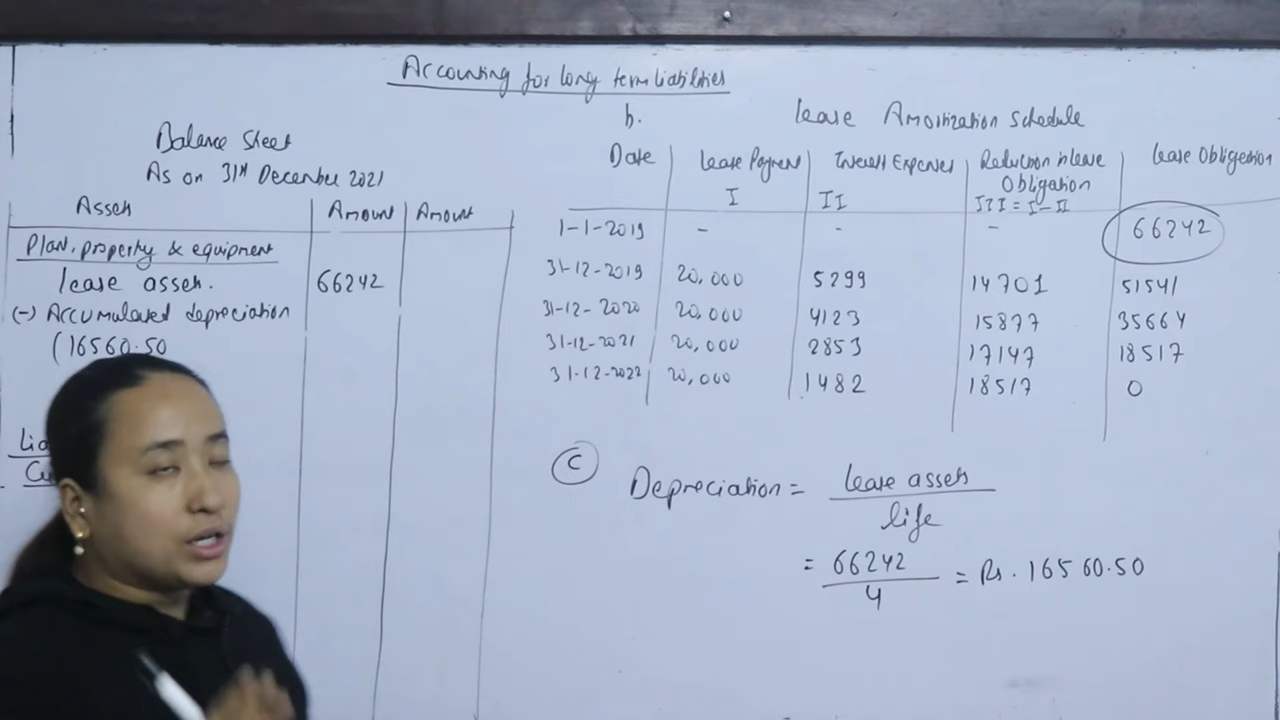 Accounting for long term liabilities
Balance Sheet
As on 31st December 2021
Assets Amount Amount
Plant, property & equipment
lease assets. 66242
(-) Accumulated depreciation
(16560.50
b. Lease Amortization Schedule
Date Lease Payment Interest Expenses Reduction in lease Obligation Lease Obligation
I II III = I - II
1-1-2019 - - - 66242
31-12-2019 20,000 5299 14701 51541
31-12-2020 20,000 4123 15877 35664
31-12-2021 20,000 2853 17147 18517
31-12-2022 20,000 1482 18517 0
C Depreciation = Lease assets
life
= 66242
4
= Rs. 16560.50